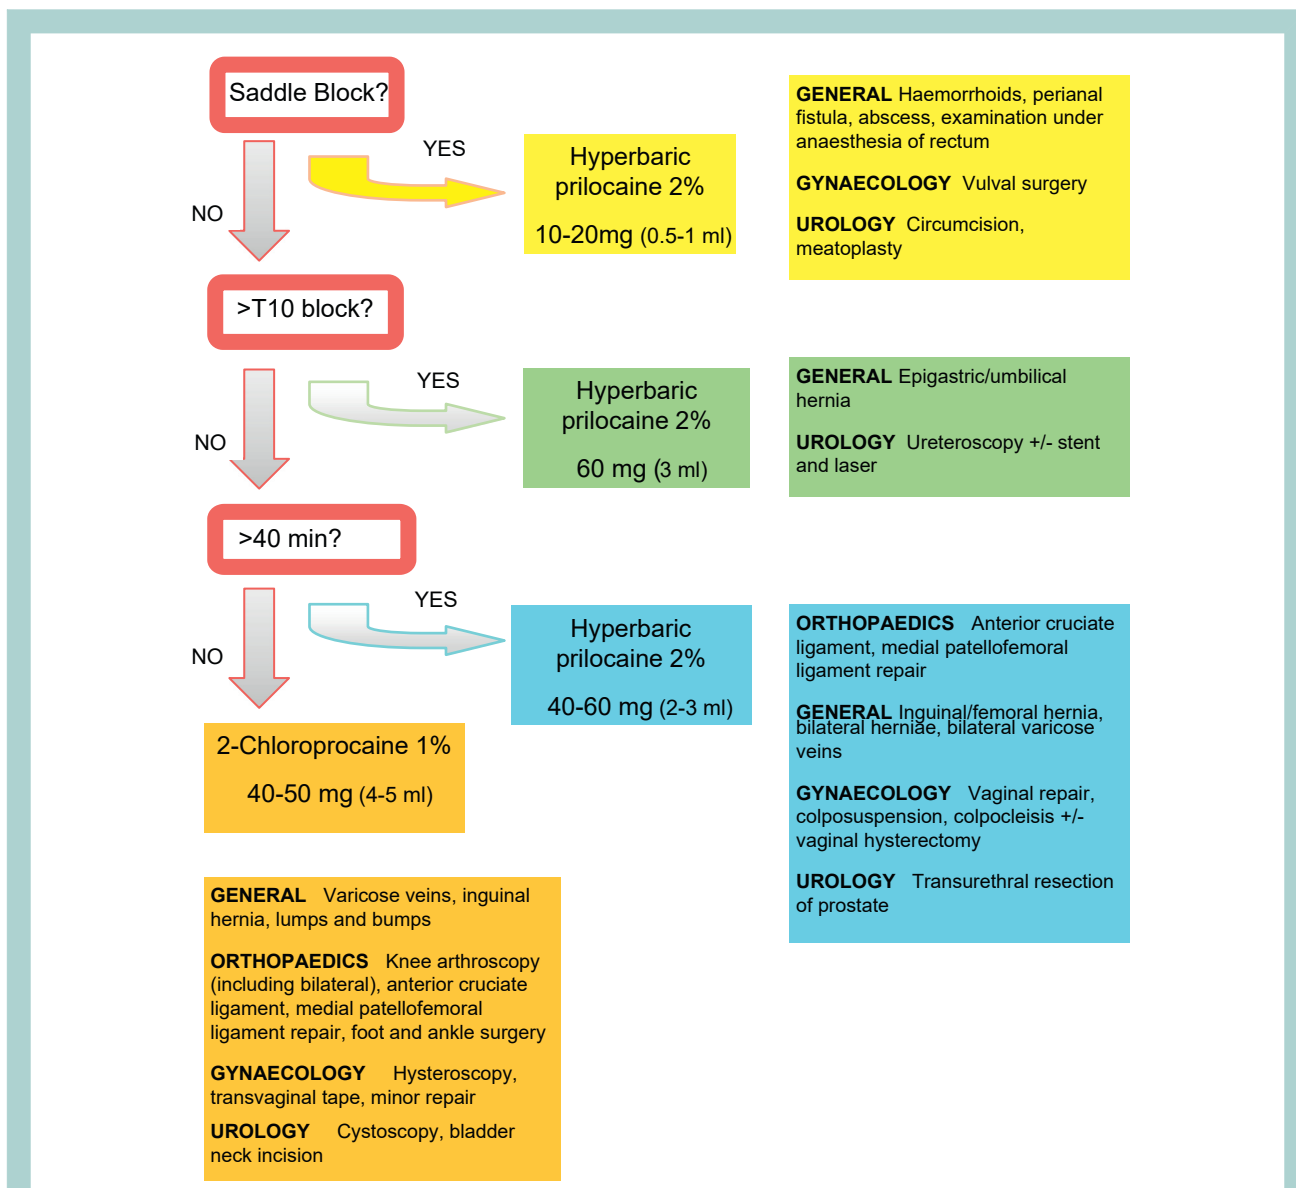 Saddle Block?
YES
NO
Hyperbaric
prilocaine 2%
10-20mg (0.5-1 ml)
GENERAL Haemorrhoids, perianal
fistula, abscess, examination under
anaesthesia of rectum
GYNAECOLOGY Vulval surgery
UROLOGY Circumcision,
meatoplasty
>T10 block?
YES
NO
Hyperbaric
prilocaine 2%
60 mg (3 ml)
GENERAL Epigastric/umbilical
hernia
UROLOGY Ureteroscopy +/- stent
and laser
>40 min?
YES
NO
Hyperbaric
prilocaine 2%
40-60 mg (2-3 ml)
ORTHOPAEDICS Anterior cruciate
ligament, medial patellofemoral
ligament repair
GENERAL Inguinal/femoral hernia,
bilateral herniae, bilateral varicose
veins
GYNAECOLOGY Vaginal repair,
colposuspension, colpocleisis +/-
vaginal hysterectomy
UROLOGY Transurethral resection
of prostate
2-Chloroprocaine 1%
40-50 mg (4-5 ml)
GENERAL Varicose veins, inguinal
hernia, lumps and bumps
ORTHOPAEDICS Knee arthroscopy
(including bilateral), anterior cruciate
ligament, medial patellofemoral
ligament repair, foot and ankle surgery
GYNAECOLOGY Hysteroscopy,
transvaginal tape, minor repair
UROLOGY Cystoscopy, bladder
neck incision